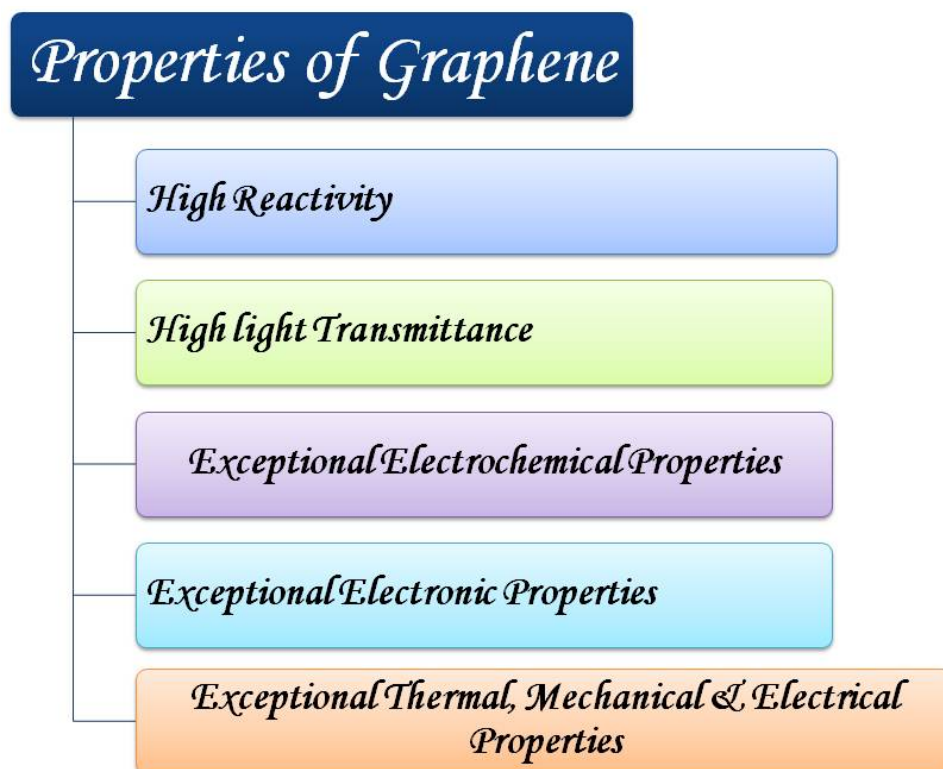 Properties of Graphene
High Reactivity
High light Transmittance
Exceptional Electrochemical Properties
Exceptional Electronic Properties
Exceptional Thermal, Mechanical & Electrical
Properties